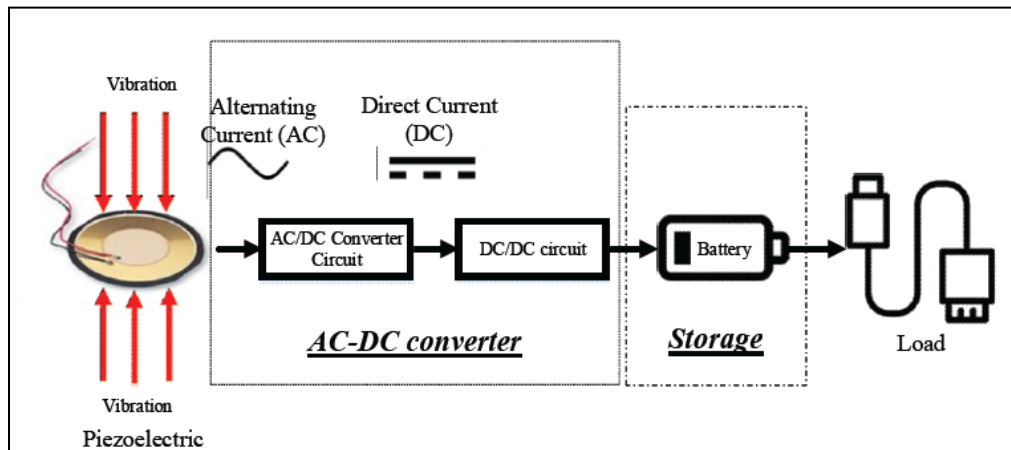 Vibration
Alternating
Current (AC)
Direct Current
(DC)
AC/DC Converter
Circuit
DC/DC circuit
Battery
AC-DC converter
Storage
Load
Vibration
Piezoelectric